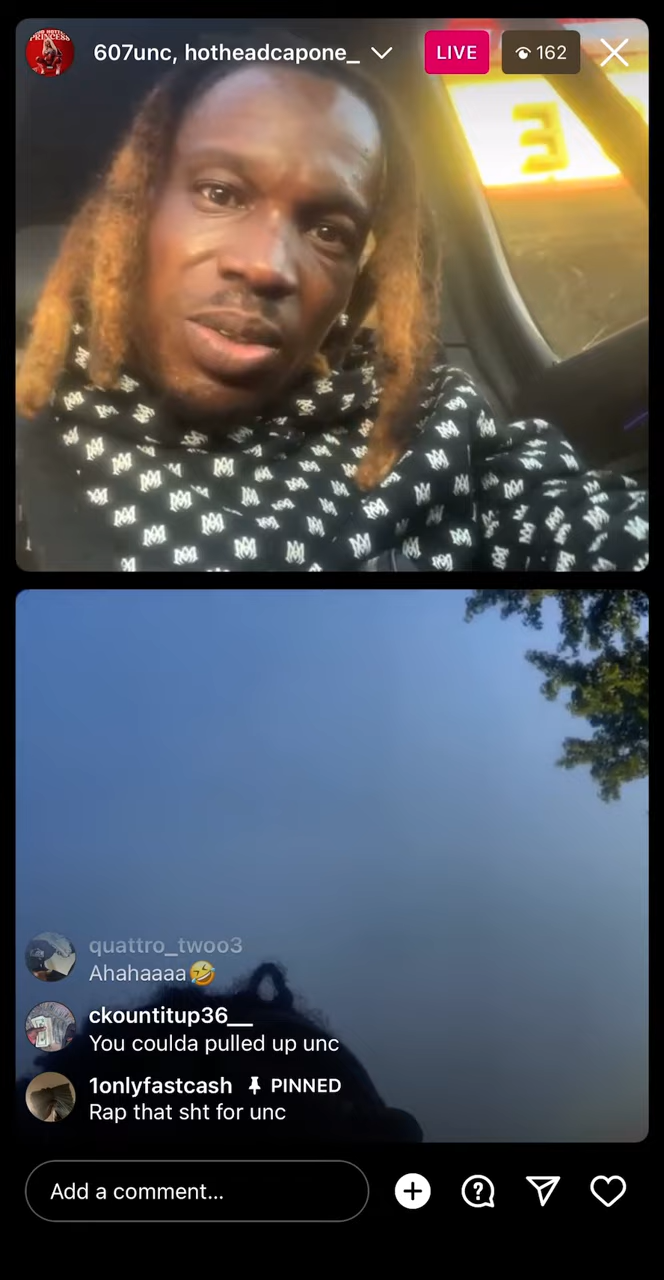 607unc, hotheadcapone_
LIVE
162
PRINCESS
E
quattro_twoo3
Ahahaaaa🤣
ckountitup36__
You coulda pulled up unc
1onlyfastcash PINNED
Rap that sht for unc
Add a comment...